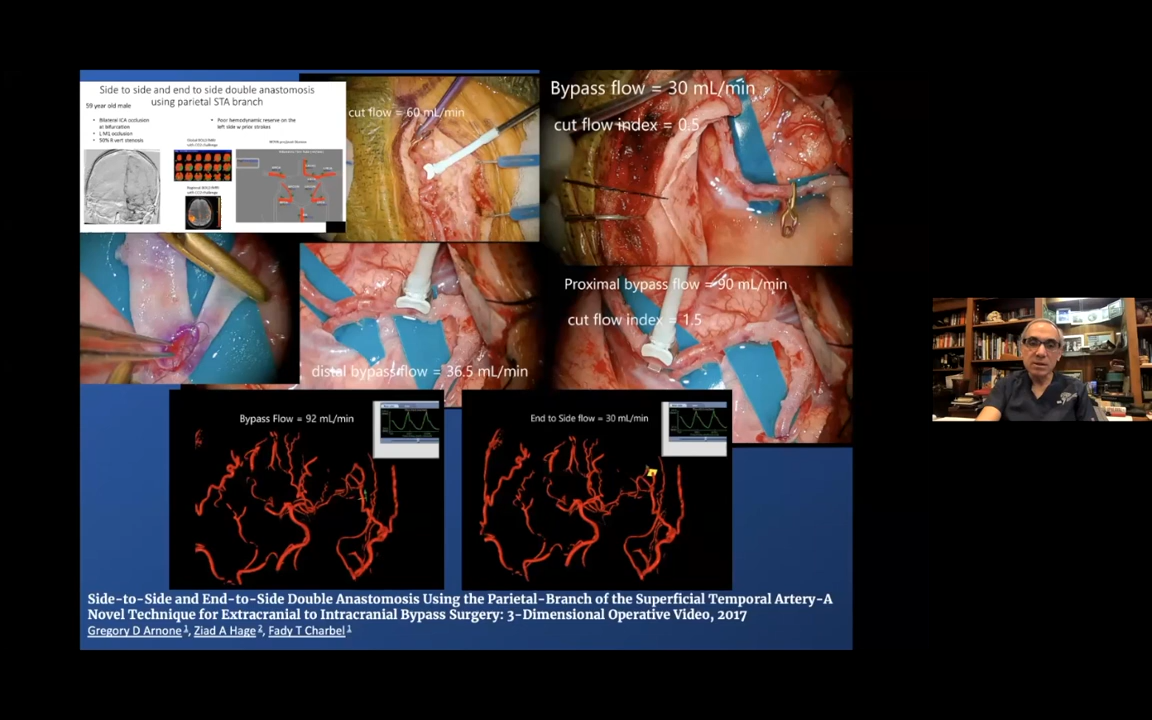 Side to side and end to side double anastomosis
using parietal STA branch
59 year old male
• Bilateral ICA occlusion
at bifurcation
• L M1 occlusion
• 50% R vert stenosis
• Poor hemodynamic reserve on the
left side w prior strokes
cut flow = 60 mL/min
Bypass flow = 30 mL/min
cut flow index = 0.5
distal bypass flow = 36.5 mL/min
Proximal bypass flow = 90 mL/min
cut flow index = 1.5
Bypass Flow = 92 mL/min
End to Side flow = 30 mL/min
Side-to-Side and End-to-Side Double Anastomosis Using the Parietal-Branch of the Superficial Temporal Artery-A
Novel Technique for Extracranial to Intracranial Bypass Surgery: 3-Dimensional Operative Video, 2017
Gregory D Arnone 1, Ziad A Hage 2, Fady T Charbel 1